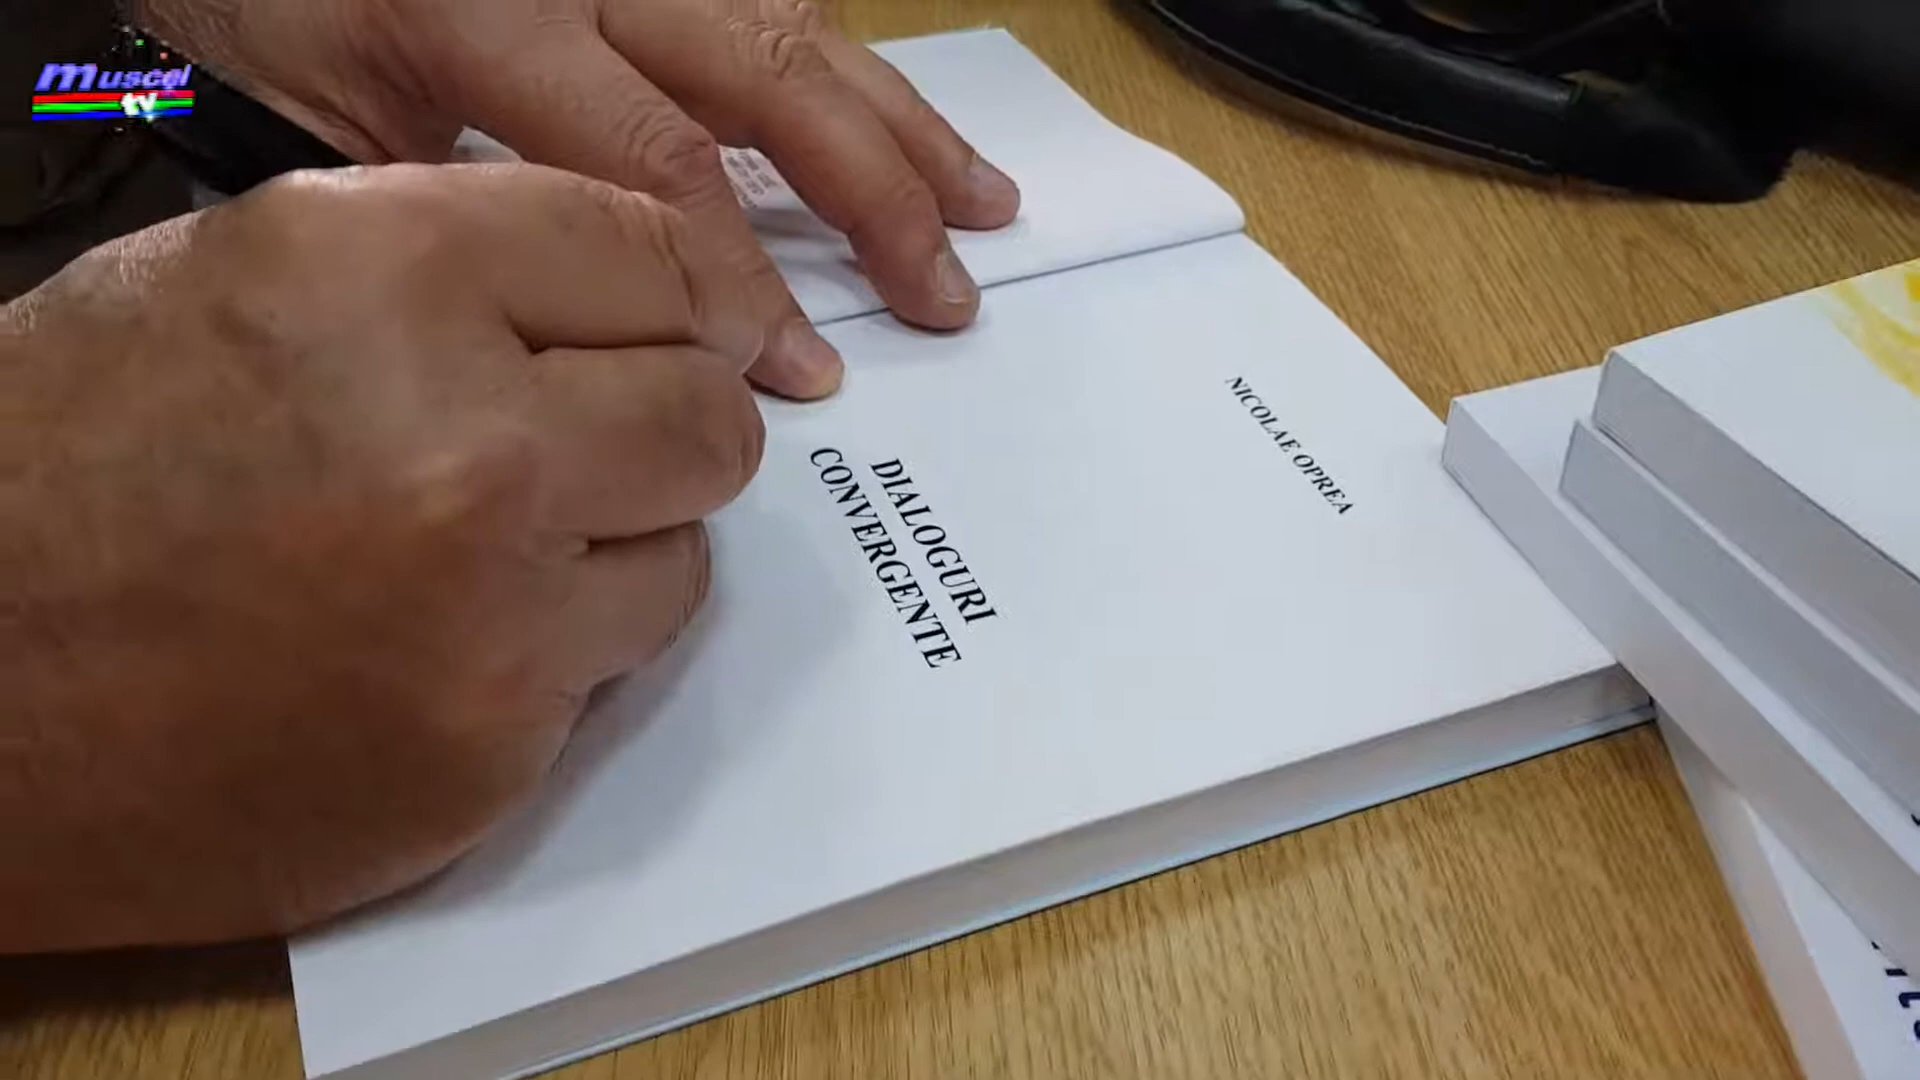 Muscel
tv
NICOLAE OPREA
DIALOGURI
CONVERGENTE